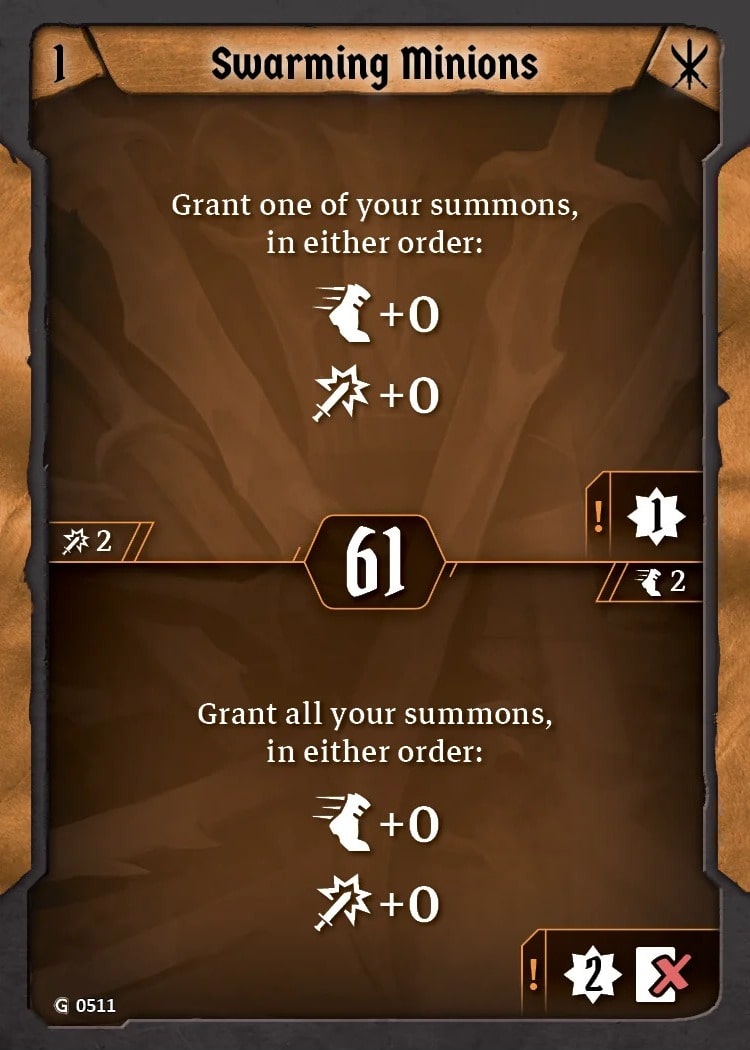 1
Swarming Minions
Grant one of your summons,
in either order:
+0
+0
1
2
61
2
Grant all your summons,
in either order:
+0
+0
2
G 0511